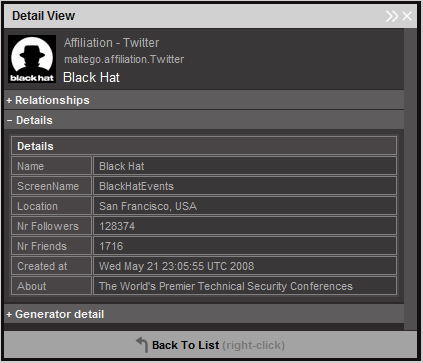 Detail View
Affiliation - Twitter
maltego.affiliation.Twitter
Black Hat
black hat
+ Relationships
− Details
Details
Name Black Hat
ScreenName BlackHatEvents
Location San Francisco, USA
Nr Followers 128374
Nr Friends 1716
Created at Wed May 21 23:05:55 UTC 2008
About The World's Premier Technical Security Conferences
+ Generator detail
Back To List (right-click)